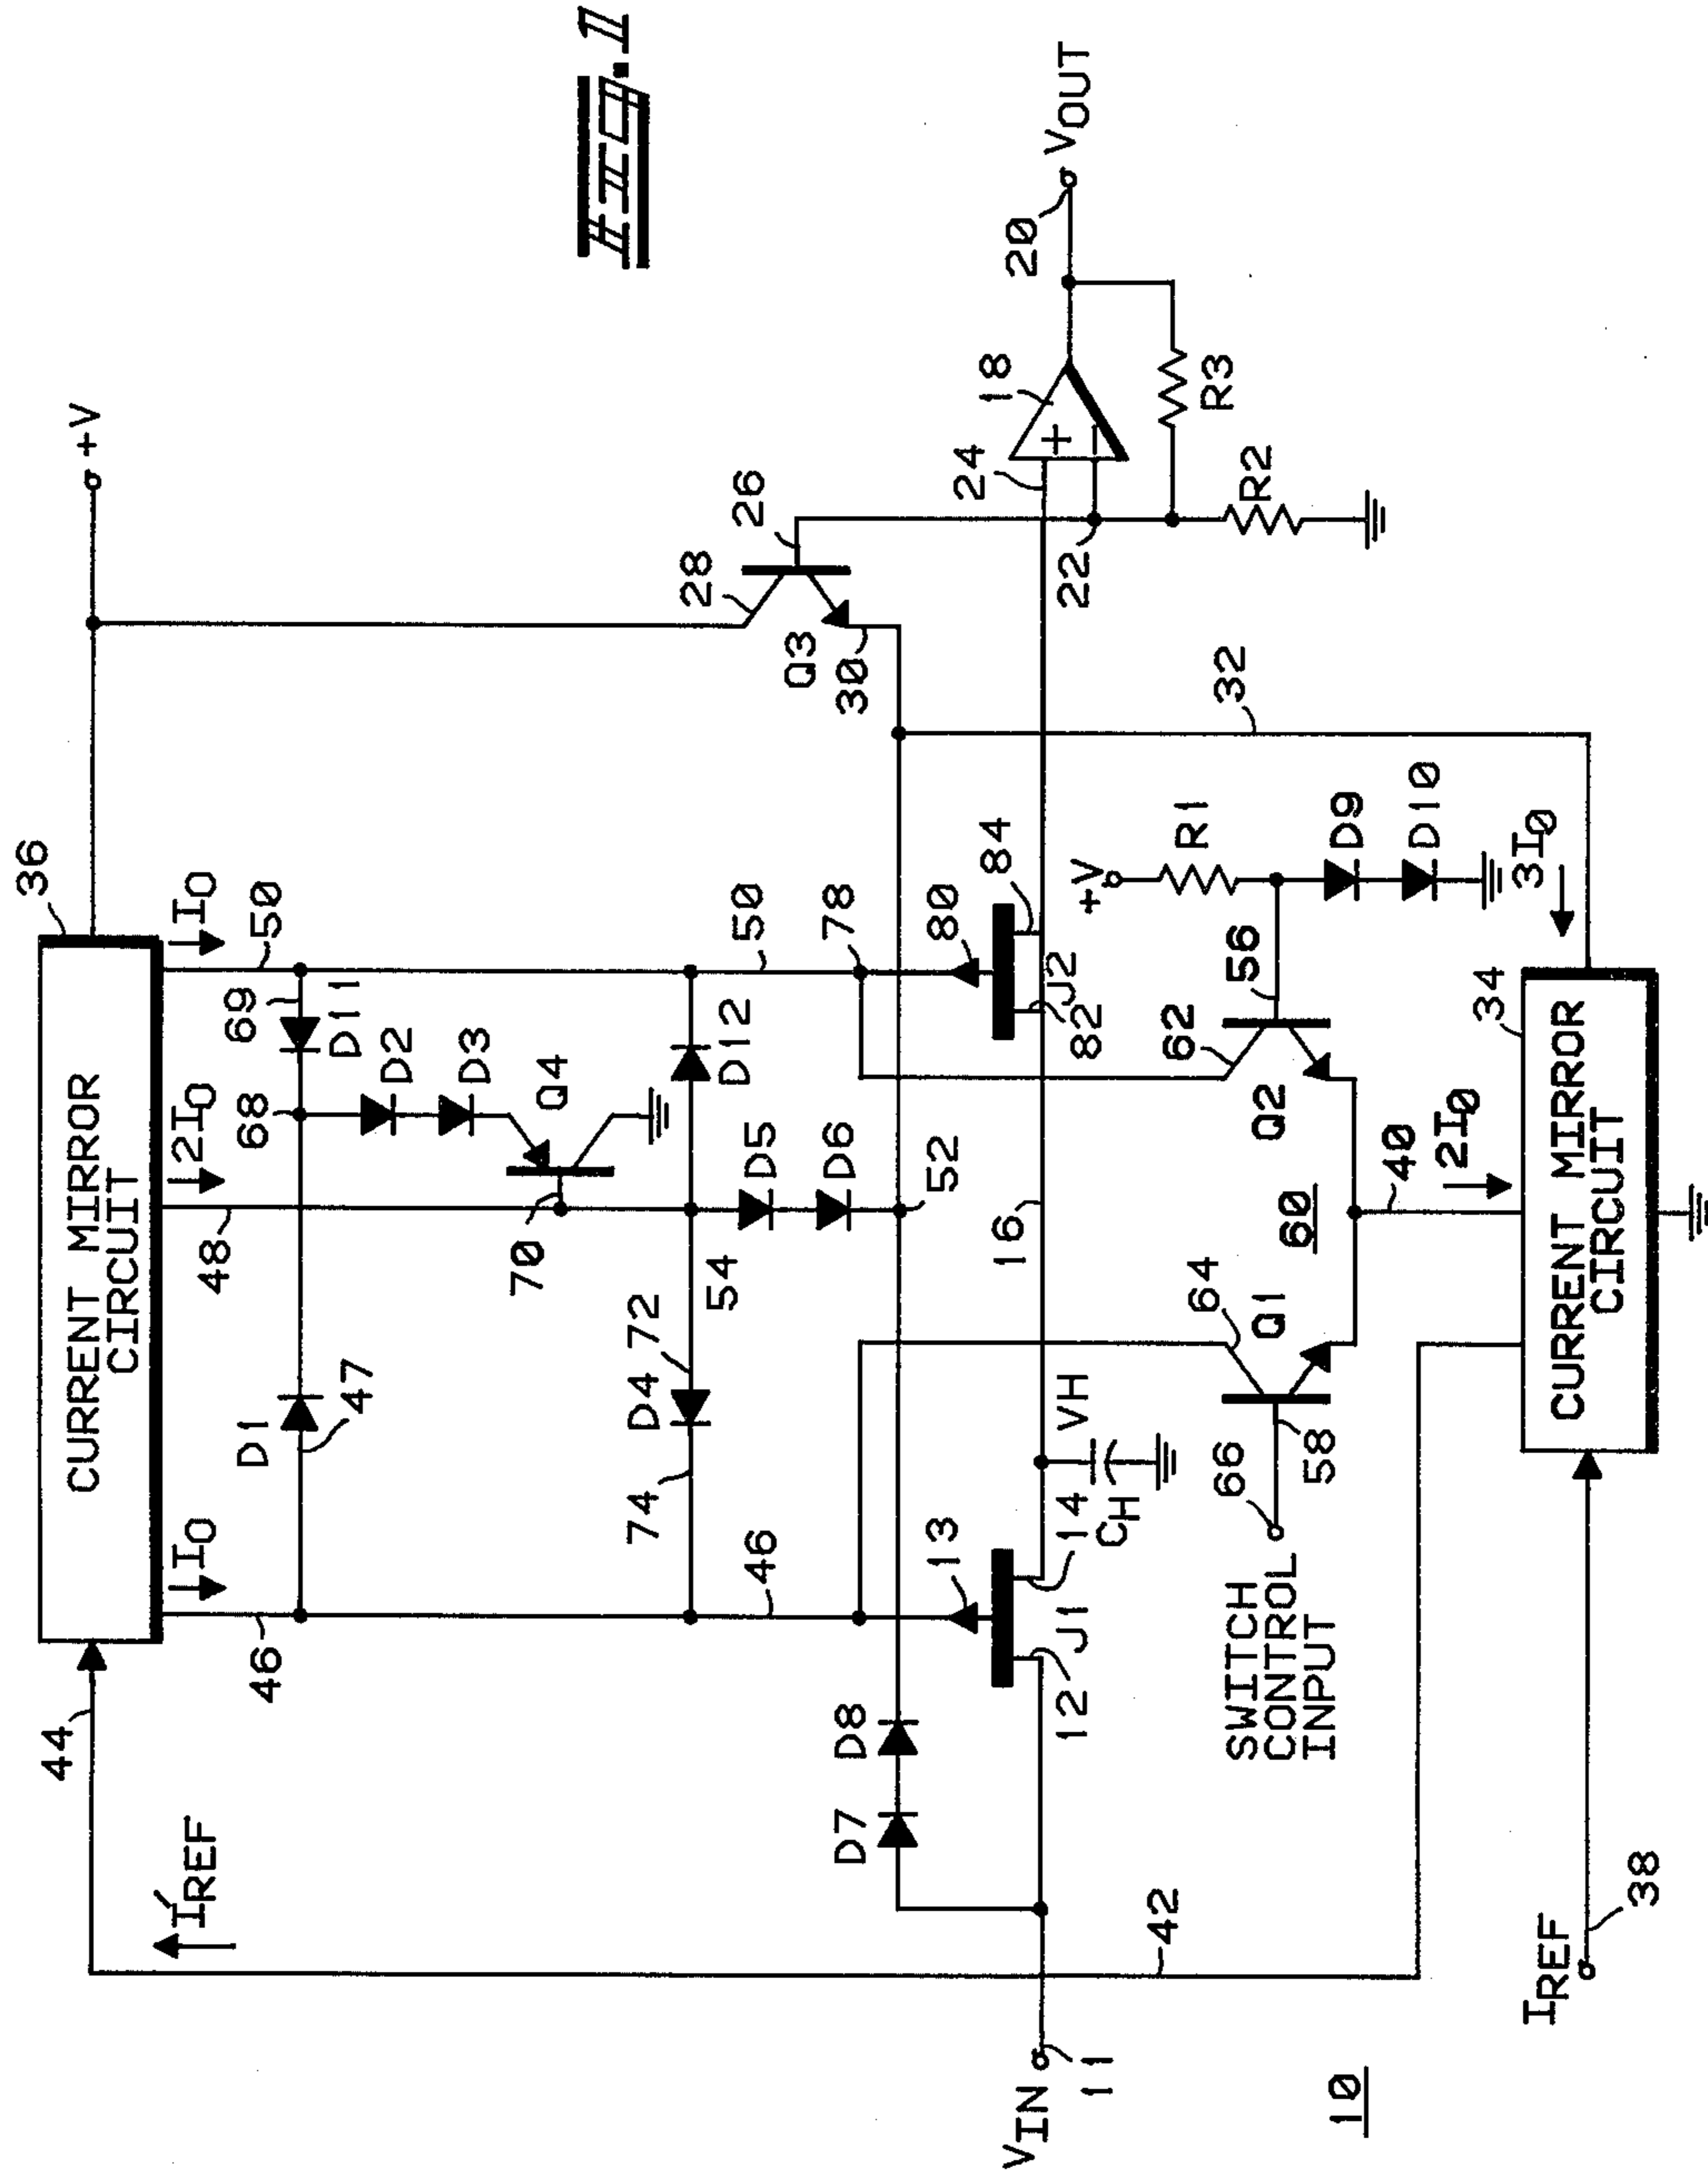 FIG. 1
CURRENT MIRROR
CIRCUIT
36
+V
44
I'REF
IO
2IO
IO
46
48
50
D1
47
68
69
D11
D2
D3
Q4
70
28
26
Q3
30
74
D4
72
54
D12
D5
D6
52
46
50
78
D7
D8
13
80
VIN
11
12
J1
14
CH
VH
16
82
J2
84
24
22
18
+
−
20
VOUT
R3
R2
32
42
SWITCH
CONTROL
INPUT
66
58
64
Q1
60
62
Q2
56
+V
R1
D9
D10
40
2IO
3IO
34
CURRENT MIRROR
CIRCUIT
IREF
38
10